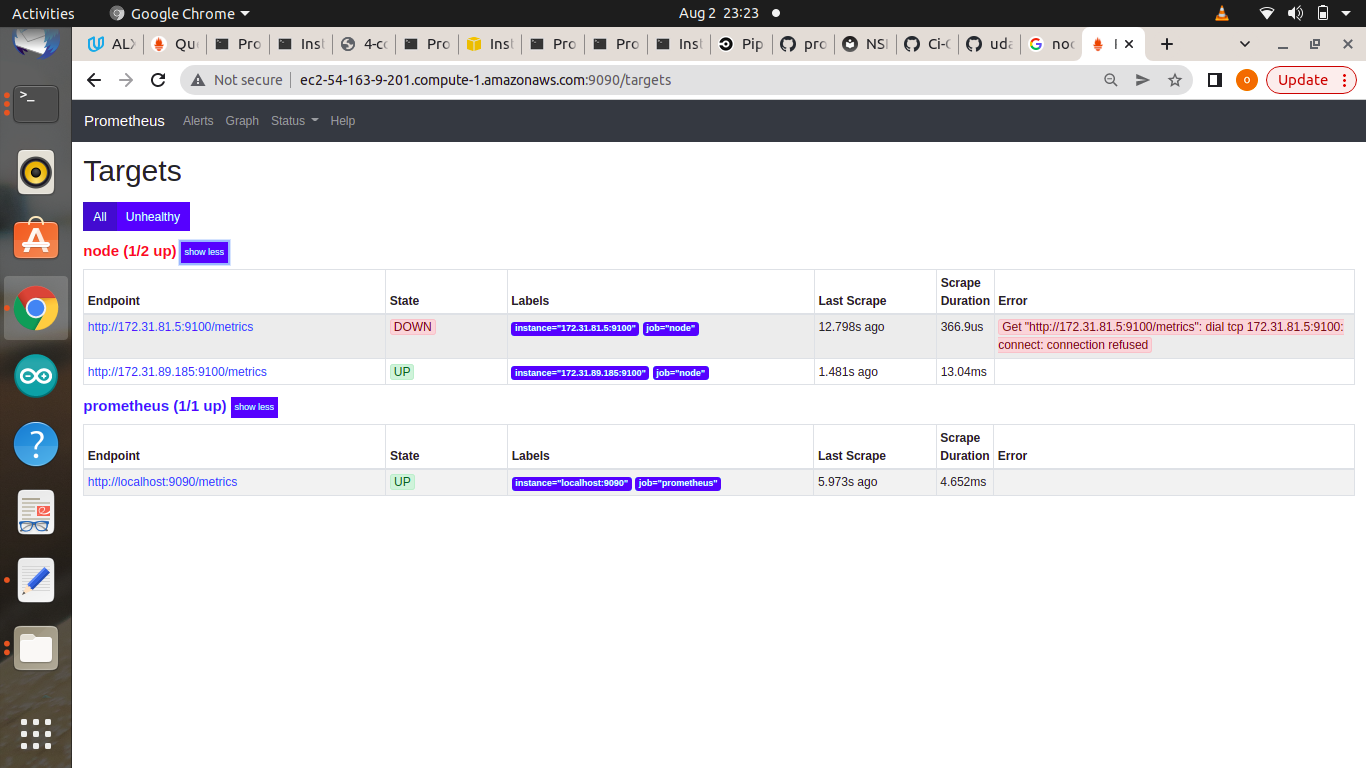 Activities Google Chrome Aug 2 23:23
ALX Que Pro Inst 4-co Pro Inst Pro Pro Inst Pip pro NSI Ci-C uda noc
Not secure ec2-54-163-9-201.compute-1.amazonaws.com:9090/targets o Update
Prometheus Alerts Graph Status Help
Targets
All Unhealthy
node (1/2 up) show less
Endpoint State Labels Last Scrape Scrape Duration Error
http://172.31.81.5:9100/metrics DOWN instance="172.31.81.5:9100" job="node" 12.798s ago 366.9us Get "http://172.31.81.5:9100/metrics": dial tcp 172.31.81.5:9100:
connect: connection refused
http://172.31.89.185:9100/metrics UP instance="172.31.89.185:9100" job="node" 1.481s ago 13.04ms
prometheus (1/1 up) show less
Endpoint State Labels Last Scrape Scrape Duration Error
http://localhost:9090/metrics UP instance="localhost:9090" job="prometheus" 5.973s ago 4.652ms